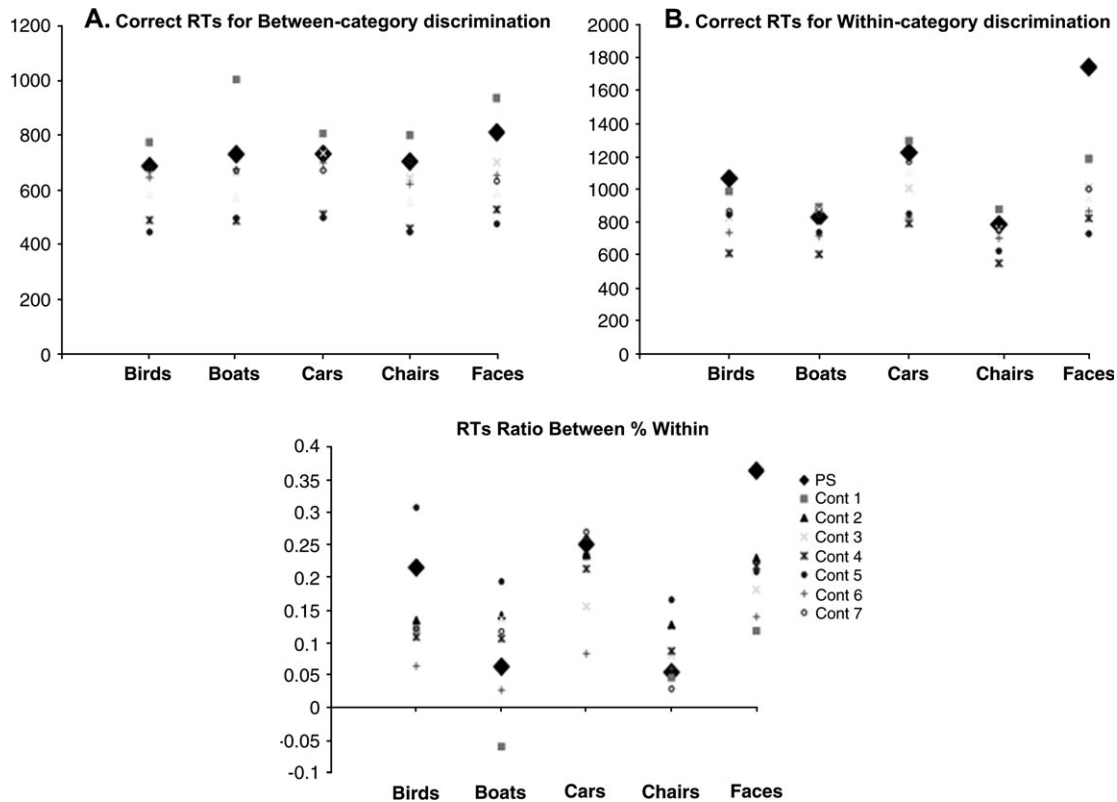 A. Correct RTs for Between-category discrimination
1200
1000
800
600
400
200
0
Birds Boats Cars Chairs Faces
B. Correct RTs for Within-category discrimination
2000
1800
1600
1400
1200
1000
800
600
400
200
0
Birds Boats Cars Chairs Faces
RTs Ratio Between % Within
0.4
0.35
0.3
0.25
0.2
0.15
0.1
0.05
0
-0.05
-0.1
Birds Boats Cars Chairs Faces
PS
Cont 1
Cont 2
Cont 3
Cont 4
Cont 5
Cont 6
Cont 7